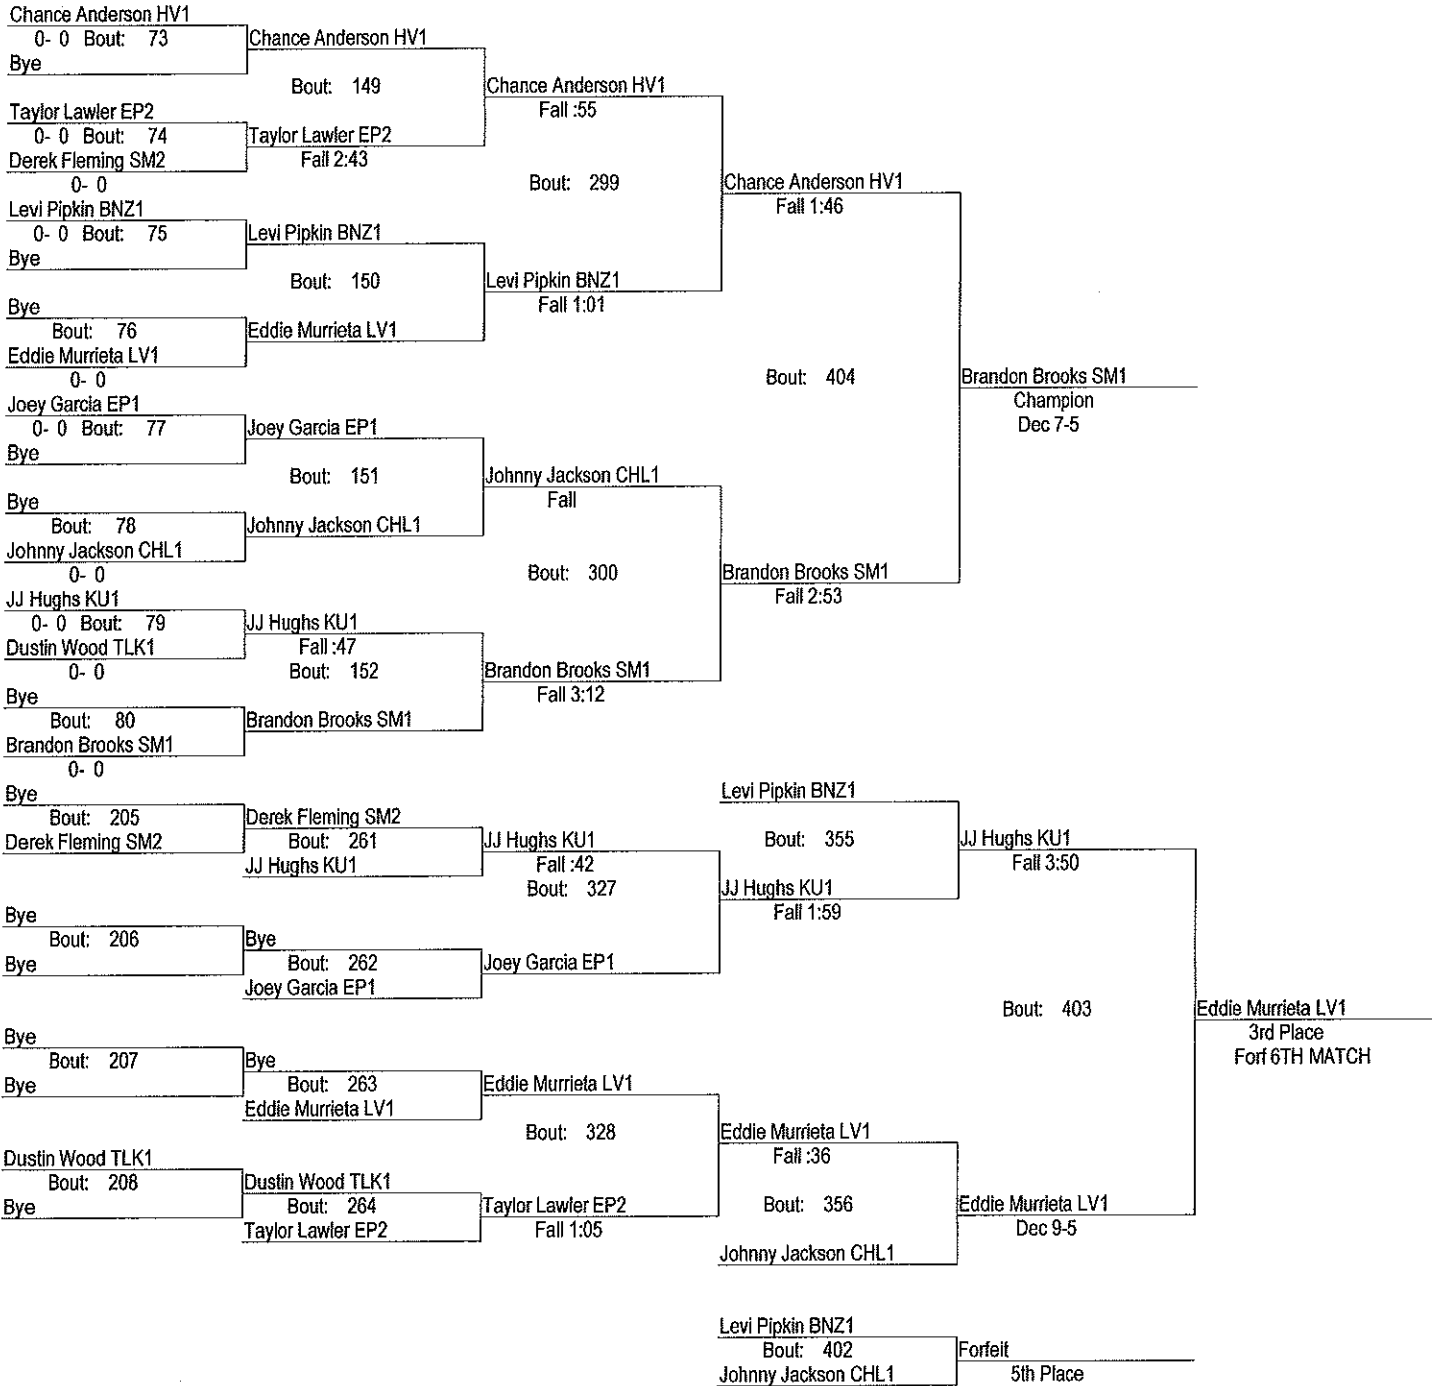 Chance Anderson HV1
0- 0 Bout: 73
Bye
Chance Anderson HV1
Bout: 149
Taylor Lawler EP2
0- 0 Bout: 74
Derek Fleming SM2
0- 0
Taylor Lawler EP2
Fall 2:43
Chance Anderson HV1
Fall :55
Bout: 299
Levi Pipkin BNZ1
0- 0 Bout: 75
Bye
Levi Pipkin BNZ1
Bout: 150
Bye
Bout: 76
Eddie Murrieta LV1
0- 0
Eddie Murrieta LV1
Levi Pipkin BNZ1
Fall 1:01
Chance Anderson HV1
Fall 1:46
Bout: 404
Joey Garcia EP1
0- 0 Bout: 77
Bye
Joey Garcia EP1
Bout: 151
Bye
Bout: 78
Johnny Jackson CHL1
0- 0
Johnny Jackson CHL1
Johnny Jackson CHL1
Fall
Bout: 300
JJ Hughs KU1
0- 0 Bout: 79
Dustin Wood TLK1
0- 0
JJ Hughs KU1
Fall :47
Bout: 152
Bye
Bout: 80
Brandon Brooks SM1
0- 0
Brandon Brooks SM1
Brandon Brooks SM1
Fall 3:12
Brandon Brooks SM1
Fall 2:53
Brandon Brooks SM1
Champion
Dec 7-5
Bye
Bout: 205
Derek Fleming SM2
Derek Fleming SM2
Bout: 261
JJ Hughs KU1
JJ Hughs KU1
Fall :42
Bout: 327
Bye
Bout: 206
Bye
Bye
Bout: 262
Joey Garcia EP1
Joey Garcia EP1
Levi Pipkin BNZ1
Bout: 355
JJ Hughs KU1
Fall 1:59
JJ Hughs KU1
Fall 3:50
Bout: 403
Bye
Bout: 207
Bye
Bye
Bout: 263
Eddie Murrieta LV1
Eddie Murrieta LV1
Bout: 328
Dustin Wood TLK1
Bout: 208
Bye
Dustin Wood TLK1
Bout: 264
Taylor Lawler EP2
Taylor Lawler EP2
Fall 1:05
Eddie Murrieta LV1
Fall :36
Bout: 356
Johnny Jackson CHL1
Eddie Murrieta LV1
Dec 9-5
Eddie Murrieta LV1
3rd Place
Forf 6TH MATCH
Levi Pipkin BNZ1
Bout: 402
Johnny Jackson CHL1
Forfeit
5th Place